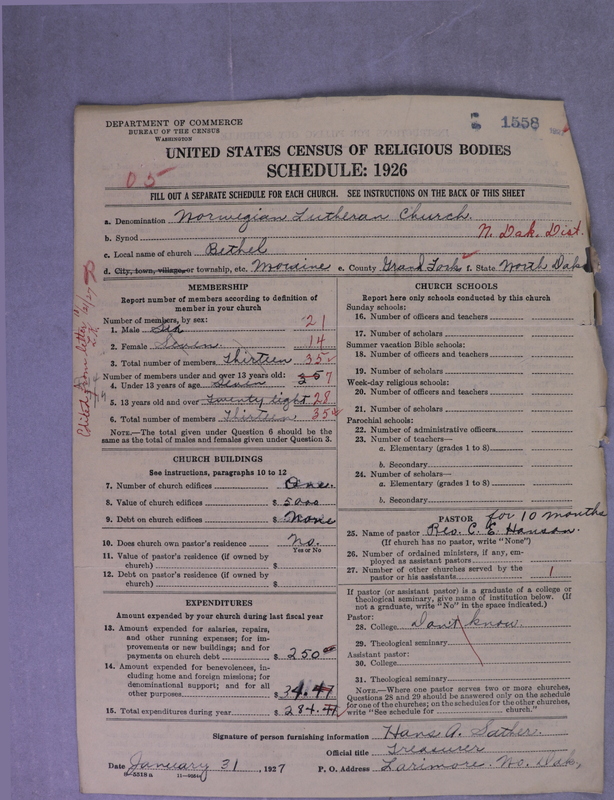 DEPARTMENT OF COMMERCE
BUREAU OF THE CENSUS
WASHINGTON
1558
UNITED STATES CENSUS OF RELIGIOUS BODIES
SCHEDULE: 1926
05
FILL OUT A SEPARATE SCHEDULE FOR EACH CHURCH. SEE INSTRUCTIONS ON THE BACK OF THIS SHEET
a. Denomination Norwegian Lutheran Church.
b. Synod N. Dak. Dist.
c. Local name of church Bethel
d. City, town, village, or township, etc. Moraine e. County Grand Fork f. State North Dak
MEMBERSHIP
Report number of members according to definition of member in your church
Number of members, by sex:
1. Male Six 21
2. Female Seven 14
3. Total number of members Thirteen 35
Number of members under and over 13 years old:
4. Under 13 years of age Seven 7
5. 13 years old and over Twenty eight 28
6. Total number of members Thirteen 35
NOTE.—The total given under Question 6 should be the
same as the total of males and females given under Question 3.
CHURCH BUILDINGS
See instructions, paragraphs 10 to 12
7. Number of church edifices One.
8. Value of church edifices $ 5000
9. Debt on church edifices $ None
10. Does church own pastor's residence No.
Yes or No
11. Value of pastor's residence (if owned by
church) $
12. Debt on pastor's residence (if owned by
church) $
EXPENDITURES
Amount expended by your church during last fiscal year
13. Amount expended for salaries, repairs,
and other running expenses; for im-
provements or new buildings; and for
payments on church debt $ 250
14. Amount expended for benevolences, in-
cluding home and foreign missions; for
denominational support; and for all
other purposes $ 34.47
15. Total expenditures during year $ 284.47
CHURCH SCHOOLS
Report here only schools conducted by this church
Sunday schools:
16. Number of officers and teachers
17. Number of scholars
Summer vacation Bible schools:
18. Number of officers and teachers
19. Number of scholars
Week-day religious schools:
20. Number of officers and teachers
21. Number of scholars
Parochial schools:
22. Number of administrative officers
23. Number of teachers—
a. Elementary (grades 1 to 8)
b. Secondary
24. Number of scholars—
a. Elementary (grades 1 to 8)
b. Secondary
PASTOR for 10 months
25. Name of pastor Rev. C. E. Hanson.
(If church has no pastor, write "None")
26. Number of ordained ministers, if any, em-
ployed as assistant pastors
27. Number of other churches served by the
pastor or his assistants 1
If pastor (or assistant pastor) is a graduate of a college or
theological seminary, give name of institution below. (If
not a graduate, write "No" in the space indicated.)
Pastor:
28. College Don't know
29. Theological seminary
Assistant pastor:
30. College
31. Theological seminary
NOTE.—Where one pastor serves two or more churches,
Questions 28 and 29 should be answered only on the schedule
for one of the churches; on the schedules for the other churches,
write "See schedule for church."
Signature of person furnishing information Hans A. Sather.
Official title Treasurer
Date January 31, 1927 P. O. Address Larimore. No. Dak,
8-5518 a